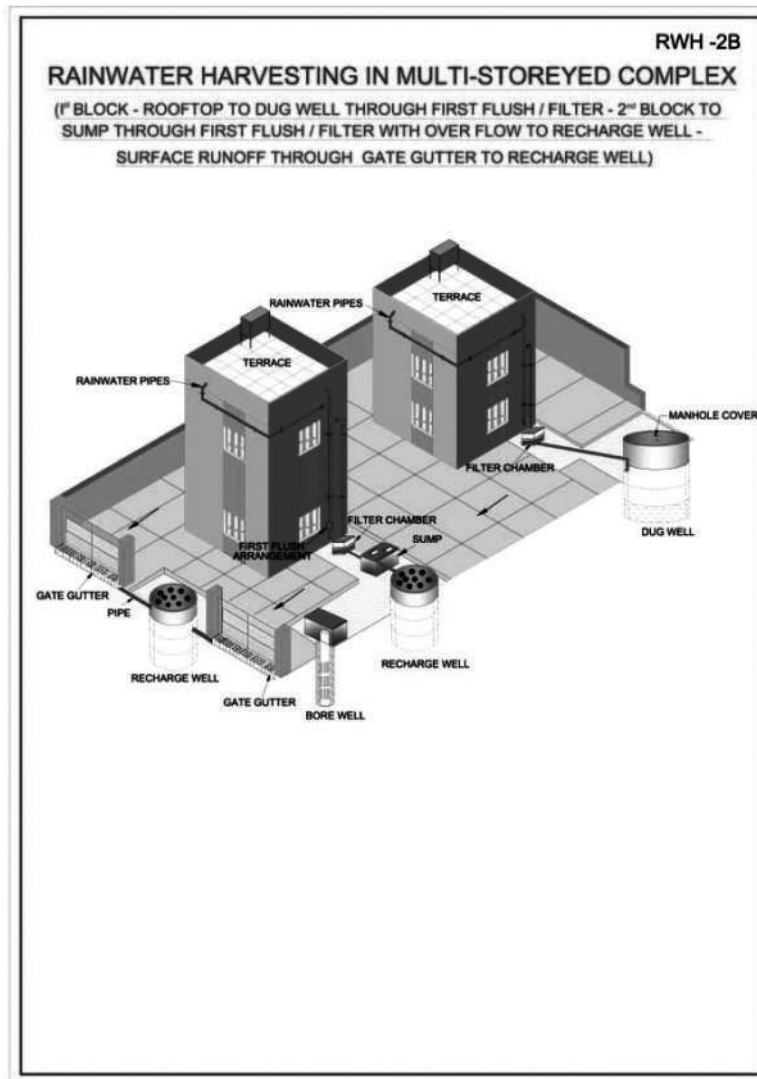 RWH -2B
RAINWATER HARVESTING IN MULTI-STOREYED COMPLEX
(Iˢᵗ BLOCK - ROOFTOP TO DUG WELL THROUGH FIRST FLUSH / FILTER - 2ⁿᵈ BLOCK TO
SUMP THROUGH FIRST FLUSH / FILTER WITH OVER FLOW TO RECHARGE WELL -
SURFACE RUNOFF THROUGH GATE GUTTER TO RECHARGE WELL)
TERRACE
RAINWATER PIPES
TERRACE
RAINWATER PIPES
MANHOLE COVER
FILTER CHAMBER
DUG WELL
FILTER CHAMBER
SUMP
FIRST FLUSH
ARRANGEMENT
GATE GUTTER
PIPE
RECHARGE WELL
RECHARGE WELL
GATE GUTTER
BORE WELL